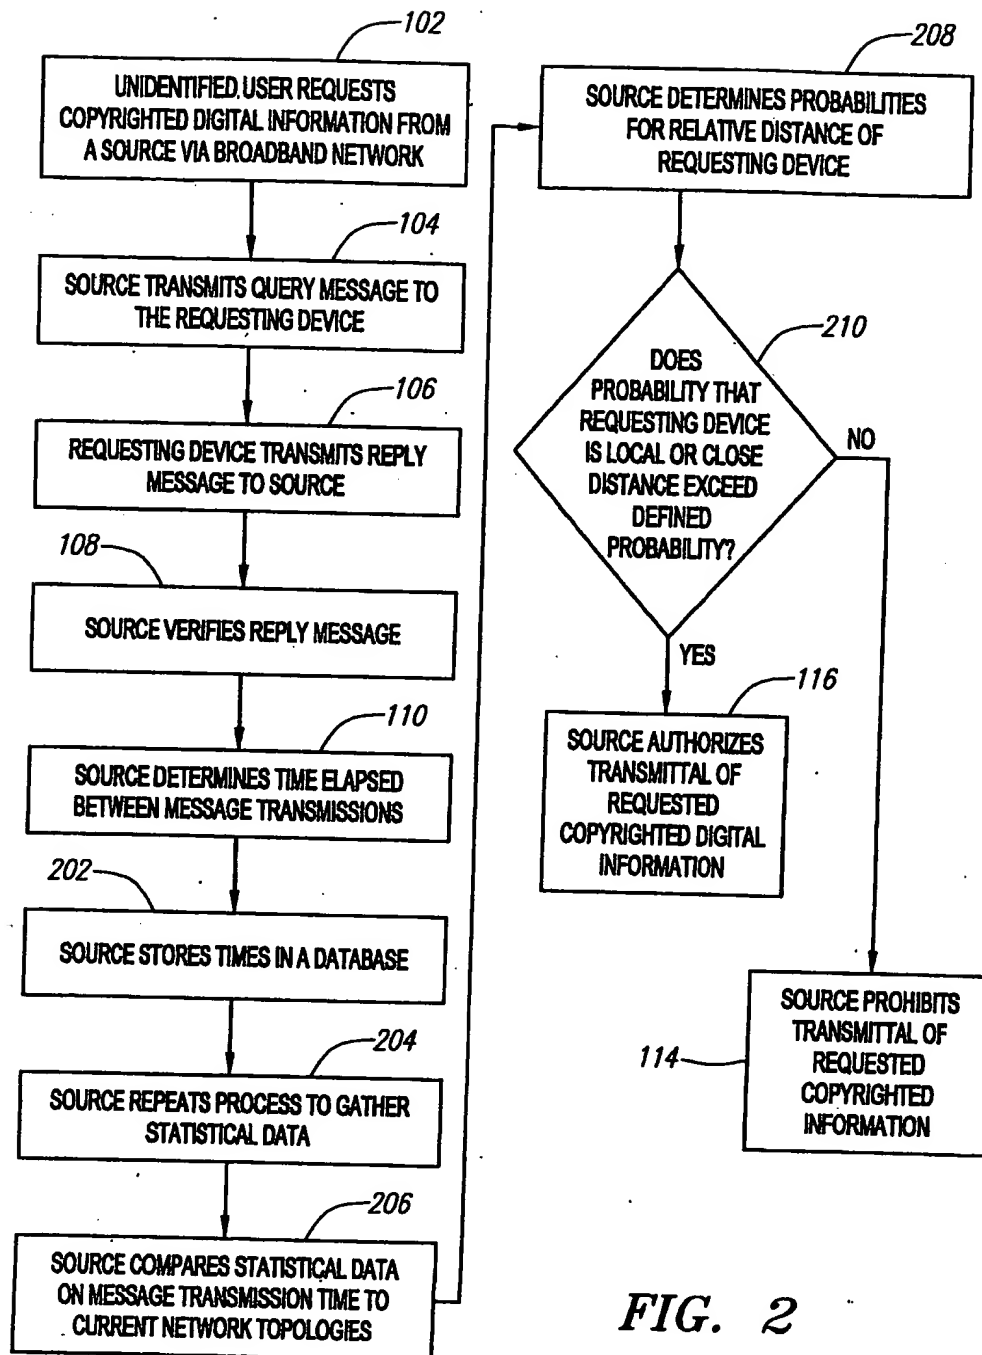 102
UNIDENTIFIED USER REQUESTS
COPYRIGHTED DIGITAL INFORMATION FROM
A SOURCE VIA BROADBAND NETWORK
104
SOURCE TRANSMITS QUERY MESSAGE TO
THE REQUESTING DEVICE
106
REQUESTING DEVICE TRANSMITS REPLY
MESSAGE TO SOURCE
108
SOURCE VERIFIES REPLY MESSAGE
110
SOURCE DETERMINES TIME ELAPSED
BETWEEN MESSAGE TRANSMISSIONS
202
SOURCE STORES TIMES IN A DATABASE
204
SOURCE REPEATS PROCESS TO GATHER
STATISTICAL DATA
206
SOURCE COMPARES STATISTICAL DATA
ON MESSAGE TRANSMISSION TIME TO
CURRENT NETWORK TOPOLOGIES
208
SOURCE DETERMINES PROBABILITIES
FOR RELATIVE DISTANCE OF
REQUESTING DEVICE
210
DOES
PROBABILITY THAT
REQUESTING DEVICE
IS LOCAL OR CLOSE
DISTANCE EXCEED
DEFINED
PROBABILITY?
NO
YES
116
SOURCE AUTHORIZES
TRANSMITTAL OF
REQUESTED
COPYRIGHTED DIGITAL
INFORMATION
114
SOURCE PROHIBITS
TRANSMITTAL OF
REQUESTED
COPYRIGHTED
INFORMATION
FIG. 2